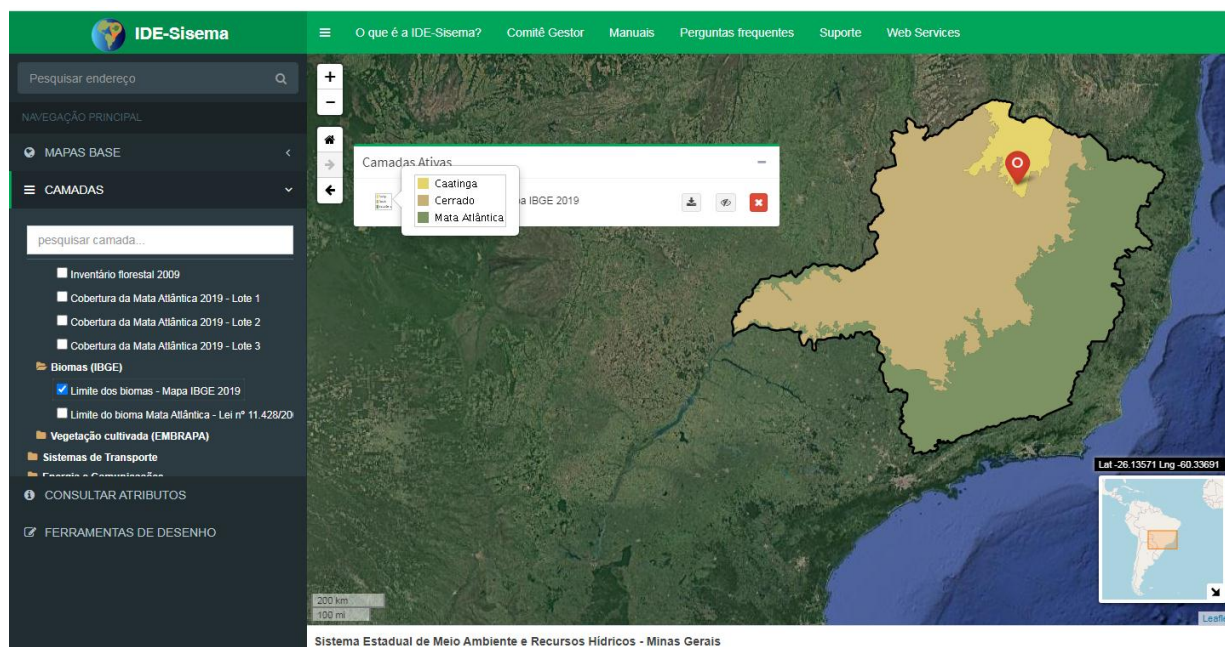 IDE-Sisema
O que é a IDE-Sisema? Comitê Gestor Manuais Perguntas frequentes Suporte Web Services
Pesquisar endereço
NAVEGAÇÃO PRINCIPAL
MAPAS BASE
CAMADAS
pesquisar camada...
Inventário florestal 2009
Cobertura da Mata Atlântica 2019 - Lote 1
Cobertura da Mata Atlântica 2019 - Lote 2
Cobertura da Mata Atlântica 2019 - Lote 3
Biomas (IBGE)
Limite dos biomas - Mapa IBGE 2019
Limite do bioma Mata Atlântica - Lei nº 11.428/20
Vegetação cultivada (EMBRAPA)
Sistemas de Transporte
Energia e Comunicações
CONSULTAR ATRIBUTOS
FERRAMENTAS DE DESENHO
+
−
Camadas Ativas
Caatinga
Cerrado
Mata Atlântica
IBGE 2019
Lat -26.13571 Lng -60.33691
200 km
100 mi
Leafle
Sistema Estadual de Meio Ambiente e Recursos Hídricos - Minas Gerais